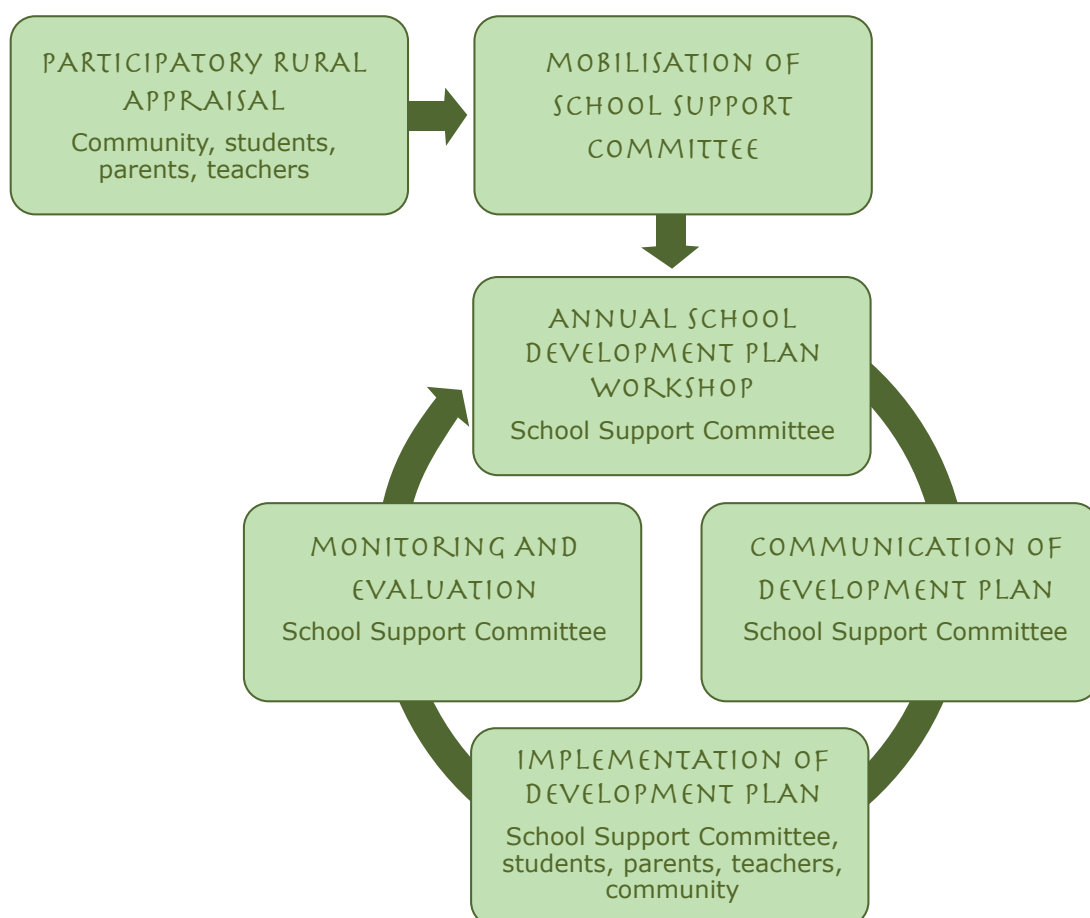 PARTICIPATORY RURAL
APPRAISAL
Community, students,
parents, teachers
MOBILISATION OF
SCHOOL SUPPORT
COMMITTEE
ANNUAL SCHOOL
DEVELOPMENT PLAN
WORKSHOP
School Support Committee
MONITORING AND
EVALUATION
School Support Committee
COMMUNICATION OF
DEVELOPMENT PLAN
School Support Committee
IMPLEMENTATION OF
DEVELOPMENT PLAN
School Support Committee,
students, parents, teachers,
community